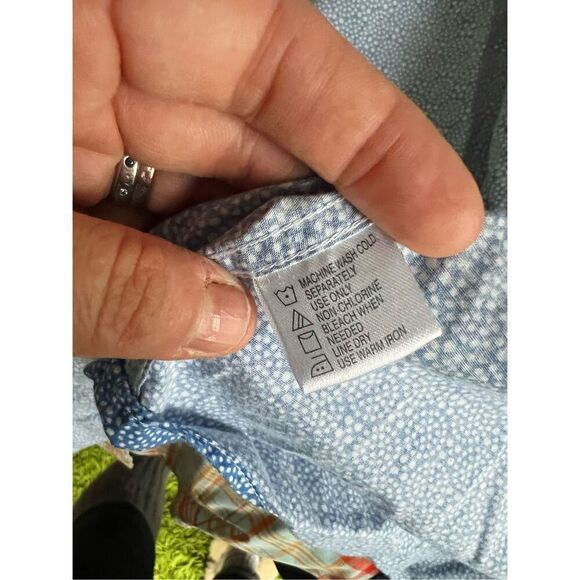 MACHINE WASH COLD
SEPARATELY
USE ONLY
NON-CHLORINE
BLEACH WHEN
NEEDED
LINE DRY
USE WARM IRON